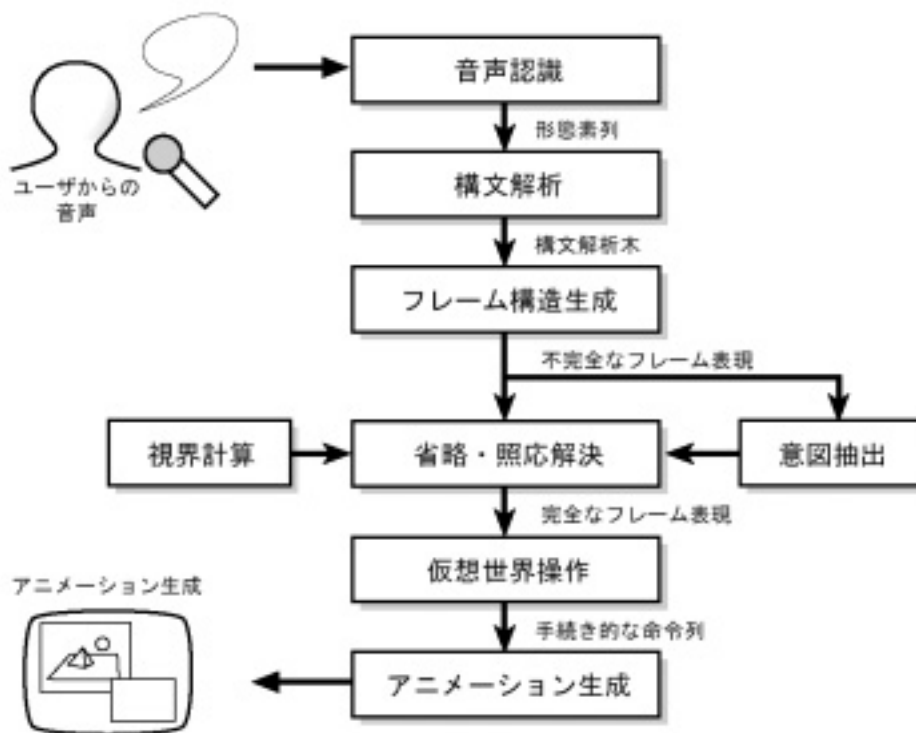 音声認識
形態素列
ユーザからの
音声
構文解析
構文解析木
フレーム構造生成
不完全なフレーム表現
視界計算
省略・照応解決
意図抽出
完全なフレーム表現
仮想世界操作
アニメーション生成
手続き的な命令列
アニメーション生成